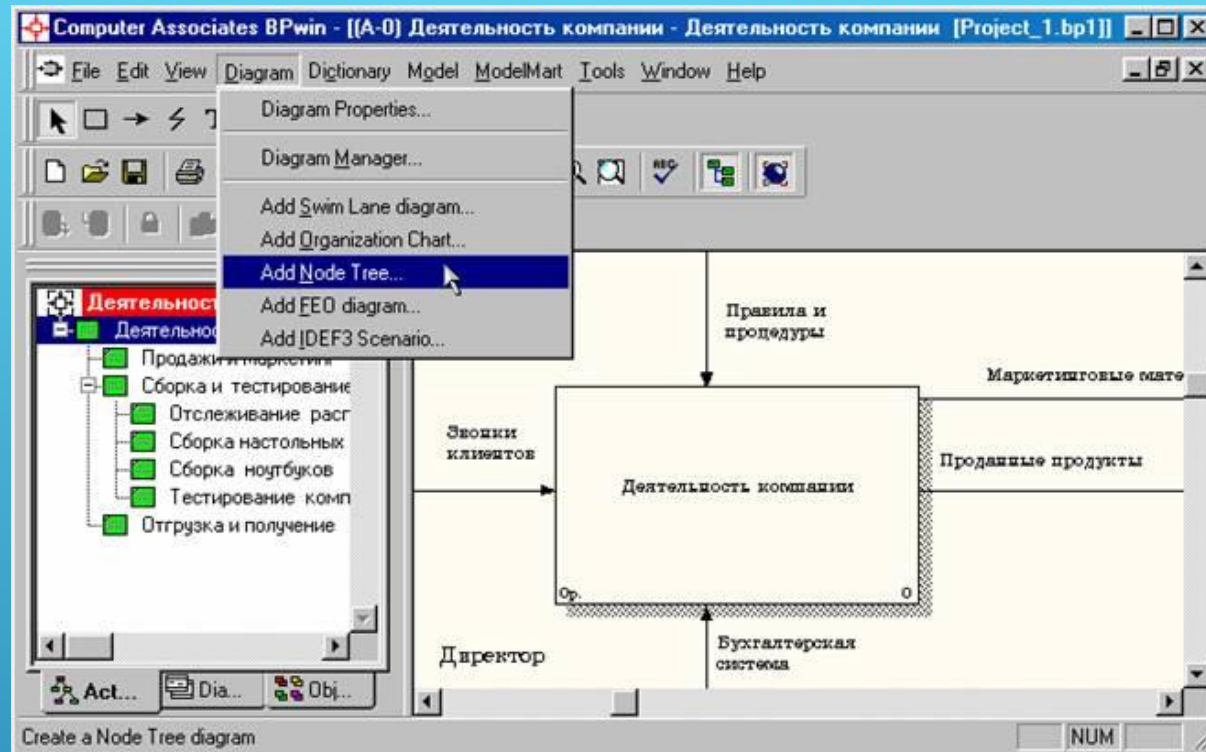 Computer Associates BPwin - [(A-0) Деятельность компании - Деятельность компании [Project_1.bp1]]
File Edit View Diagram Dictionary Model ModelMart Tools Window Help
Diagram Properties...
Diagram Manager...
Add Swim Lane diagram...
Add Organization Chart...
Add Node Tree...
Add FEO diagram...
Add IDEF3 Scenario...
Деятельност
Деятельнос
Продажи и маркетинг
Сборка и тестирование
Отслеживание расп
Сборка настольных
Сборка ноутбуков
Тестирование комп
Отгрузка и получение
Act...
Dia...
Obj...
Правила и
процедуры
Маркетинговые мате
Звонки
клиентов
Проданные продукты
Деятельность компании
0р.
0
Директор
Бухгалтерская
система
Create a Node Tree diagram
NUM